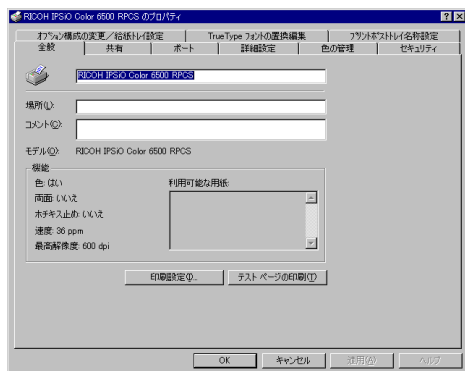 RICOH IPSiO Color 6500 RPCS のプロパティ
オプション構成の変更／給紙トレイ設定 TrueType フォントの置換編集 プリントポストトレイ名称設定
全般 共有 ポート 詳細設定 色の管理 セキュリティ
RICOH IPSiO Color 6500 RPCS
場所(L):
コメント(C):
モデル(O): RICOH IPSiO Color 6500 RPCS
機能
色: はい 利用可能な用紙:
両面: いいえ
ホチキス止め: いいえ
速度: 36 ppm
最高解像度: 600 dpi
印刷設定(I)... テスト ページの印刷(T)
OK キャンセル 適用(A) ヘルプ